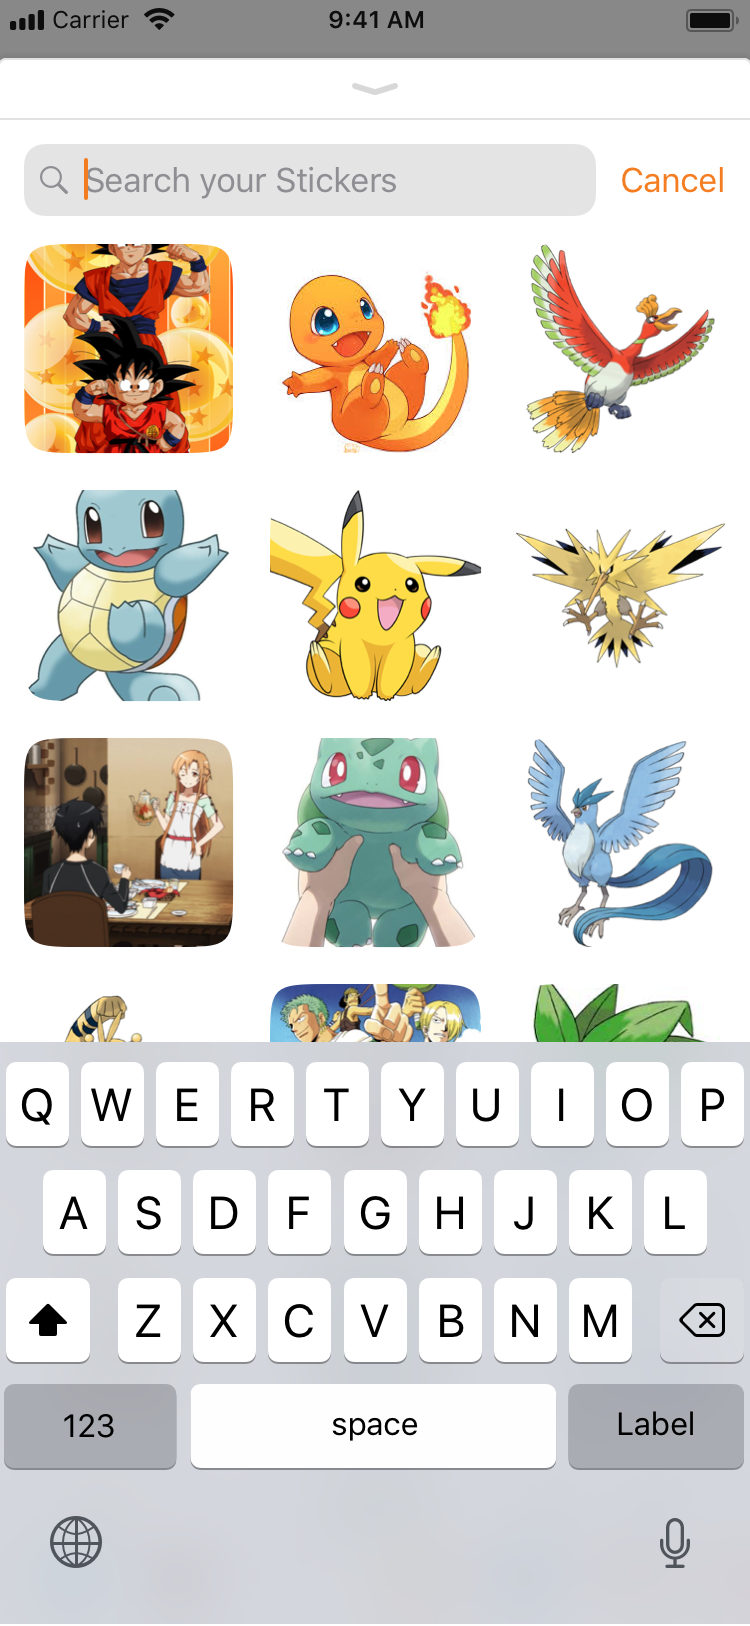 Carrier 9:41 AM
Search your Stickers Cancel
Q W E R T Y U I O P
A S D F G H J K L
Z X C V B N M
123 space Label